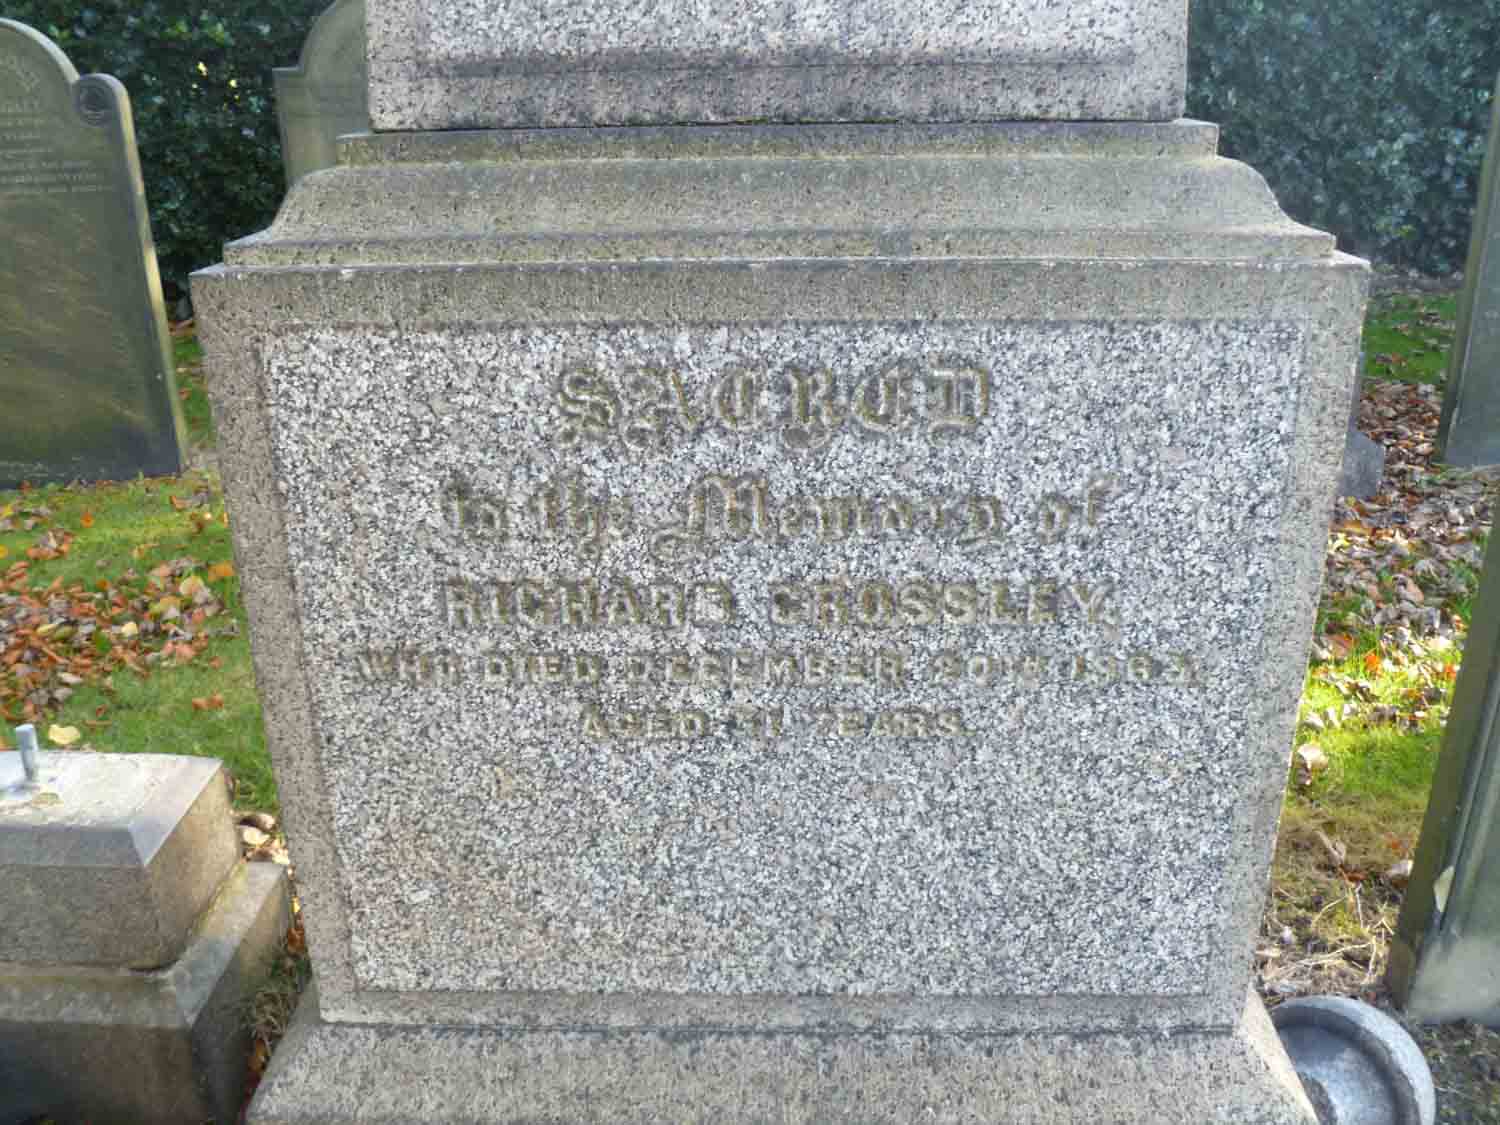 SACRED
to the Memory of
RICHARD CROSSLEY,
WHO DIED DECEMBER 20TH
AGED YEARS.